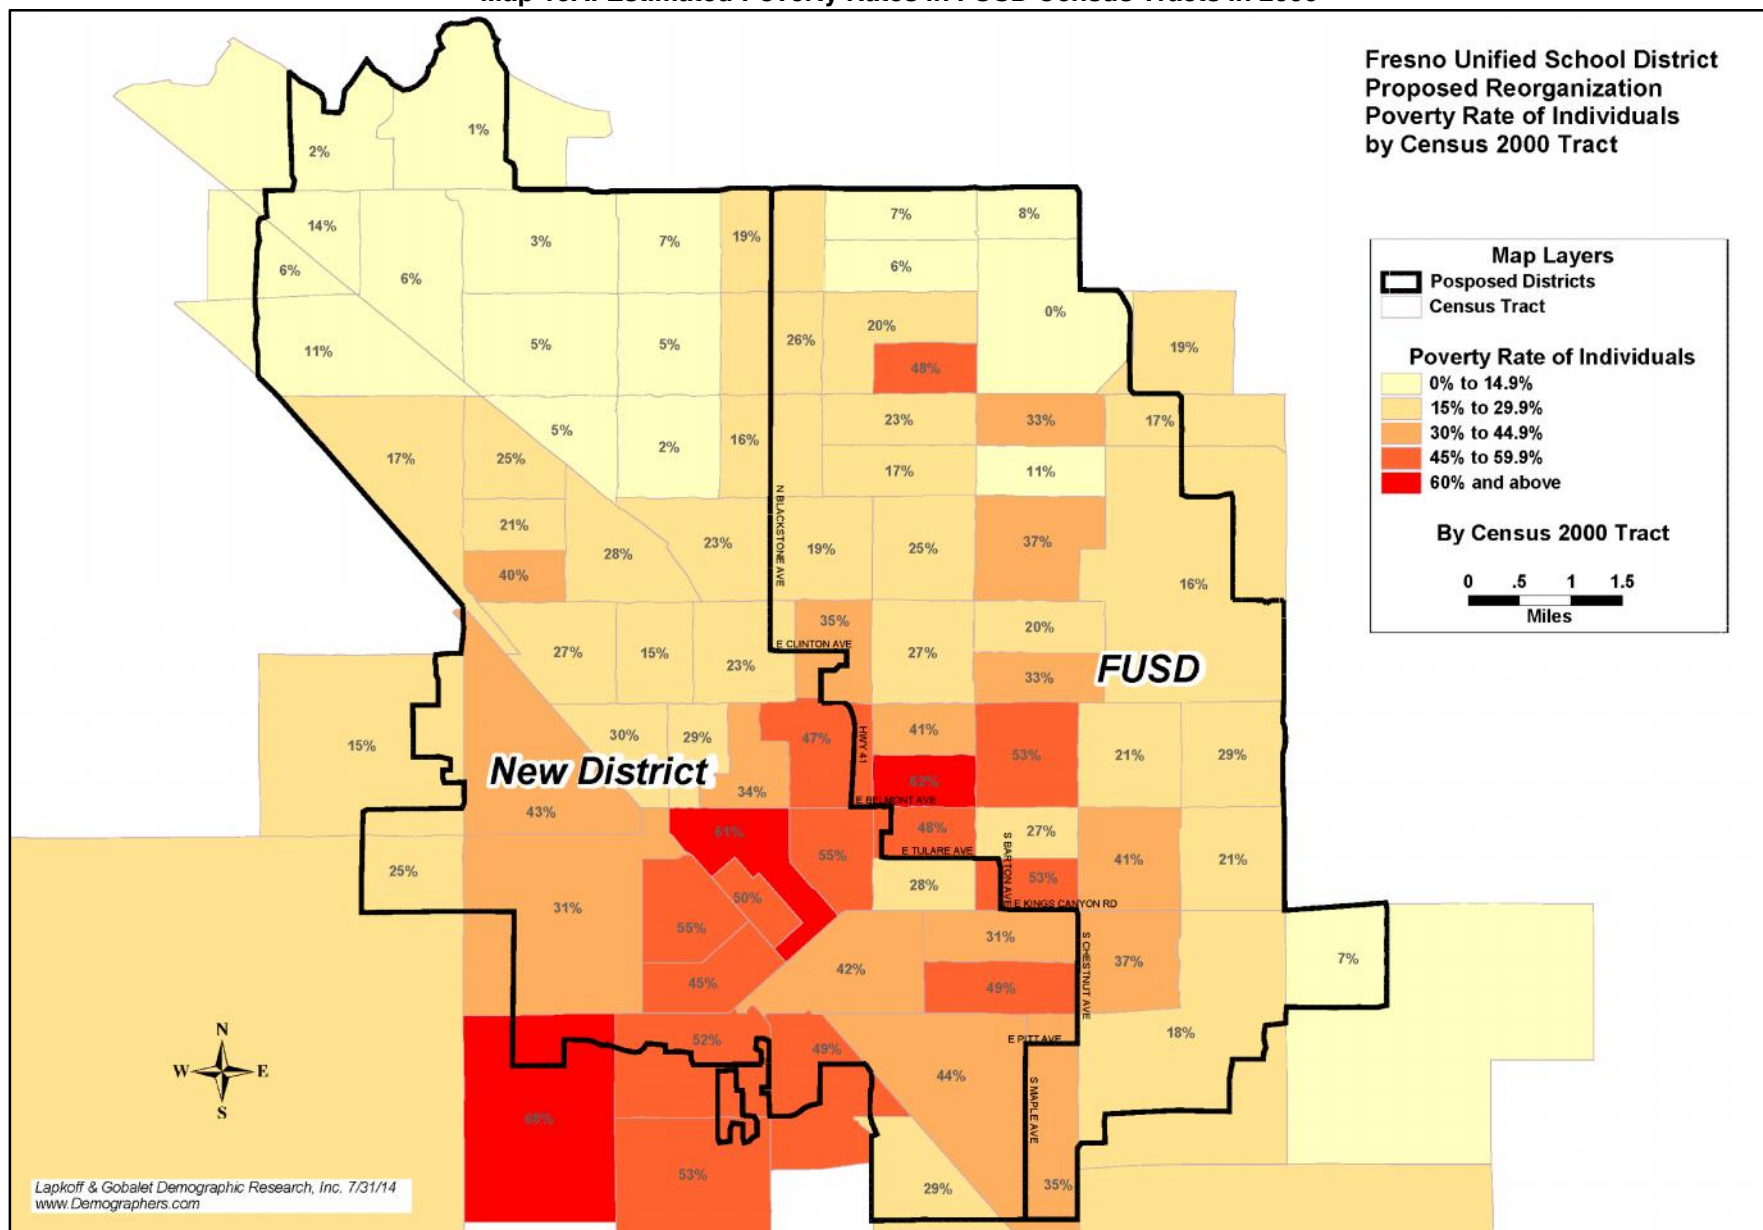 Fresno Unified School District
Proposed Reorganization
Poverty Rate of Individuals
by Census 2000 Tract
Map Layers
Posposed Districts
Census Tract
Poverty Rate of Individuals
0% to 14.9%
15% to 29.9%
30% to 44.9%
45% to 59.9%
60% and above
By Census 2000 Tract
0 .5 1 1.5
Miles
1%
2%
7% 8%
14% 3% 7% 19%
6% 6% 6%
0%
11% 5% 5% 26% 20% 19%
48%
5% 2% 16% 23% 33% 17%
17% 25% 17% 11%
N BLACKSTONE AVE
21% 28% 23% 19% 25% 37%
40% 16%
35% 20%
E CLINTON AVE
27% 15% 23% 27% 33%
FUSD
30% 29% 47% HWY 41 41% 53% 21% 29%
15%
New District
34% 62%
E BELMONT AVE
43% 61% 48% 27%
E TULARE AVE
S BARTON AVE
25% 55% 28% 53% 41% 21%
31% 50%
E KINGS CANYON RD
55% 31%
S CHESTNUT AVE
45% 42% 49% 37% 7%
52% 49% 18%
E PITT AVE
44%
S MAPLE AVE
68%
53% 29% 35%
N
W E
S
Lapkoff & Gobalet Demographic Research, Inc. 7/31/14
www.Demographers.com